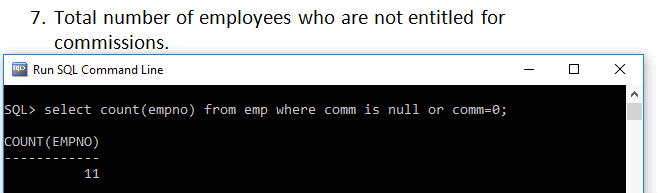 7. Total number of employees who are not entitled for
commissions.
SQL> Run SQL Command Line
SQL> select count(empno) from emp where comm is null or comm=0;
COUNT(EMPNO)
------------
11